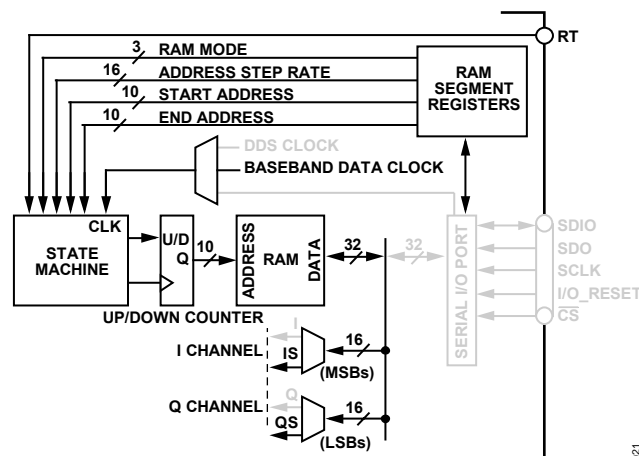 RT
3 RAM MODE
16 ADDRESS STEP RATE
10 START ADDRESS
10 END ADDRESS
RAM
SEGMENT
REGISTERS
DDS CLOCK
BASEBAND DATA CLOCK
CLK
STATE
MACHINE
U/D
Q
10
UP/DOWN COUNTER
ADDRESS
RAM
DATA
32
32
SERIAL I/O PORT
SDIO
SDO
SCLK
I/O_RESET
CS
I CHANNEL
I
IS
16
(MSBs)
Q CHANNEL
Q
QS
16
(LSBs)